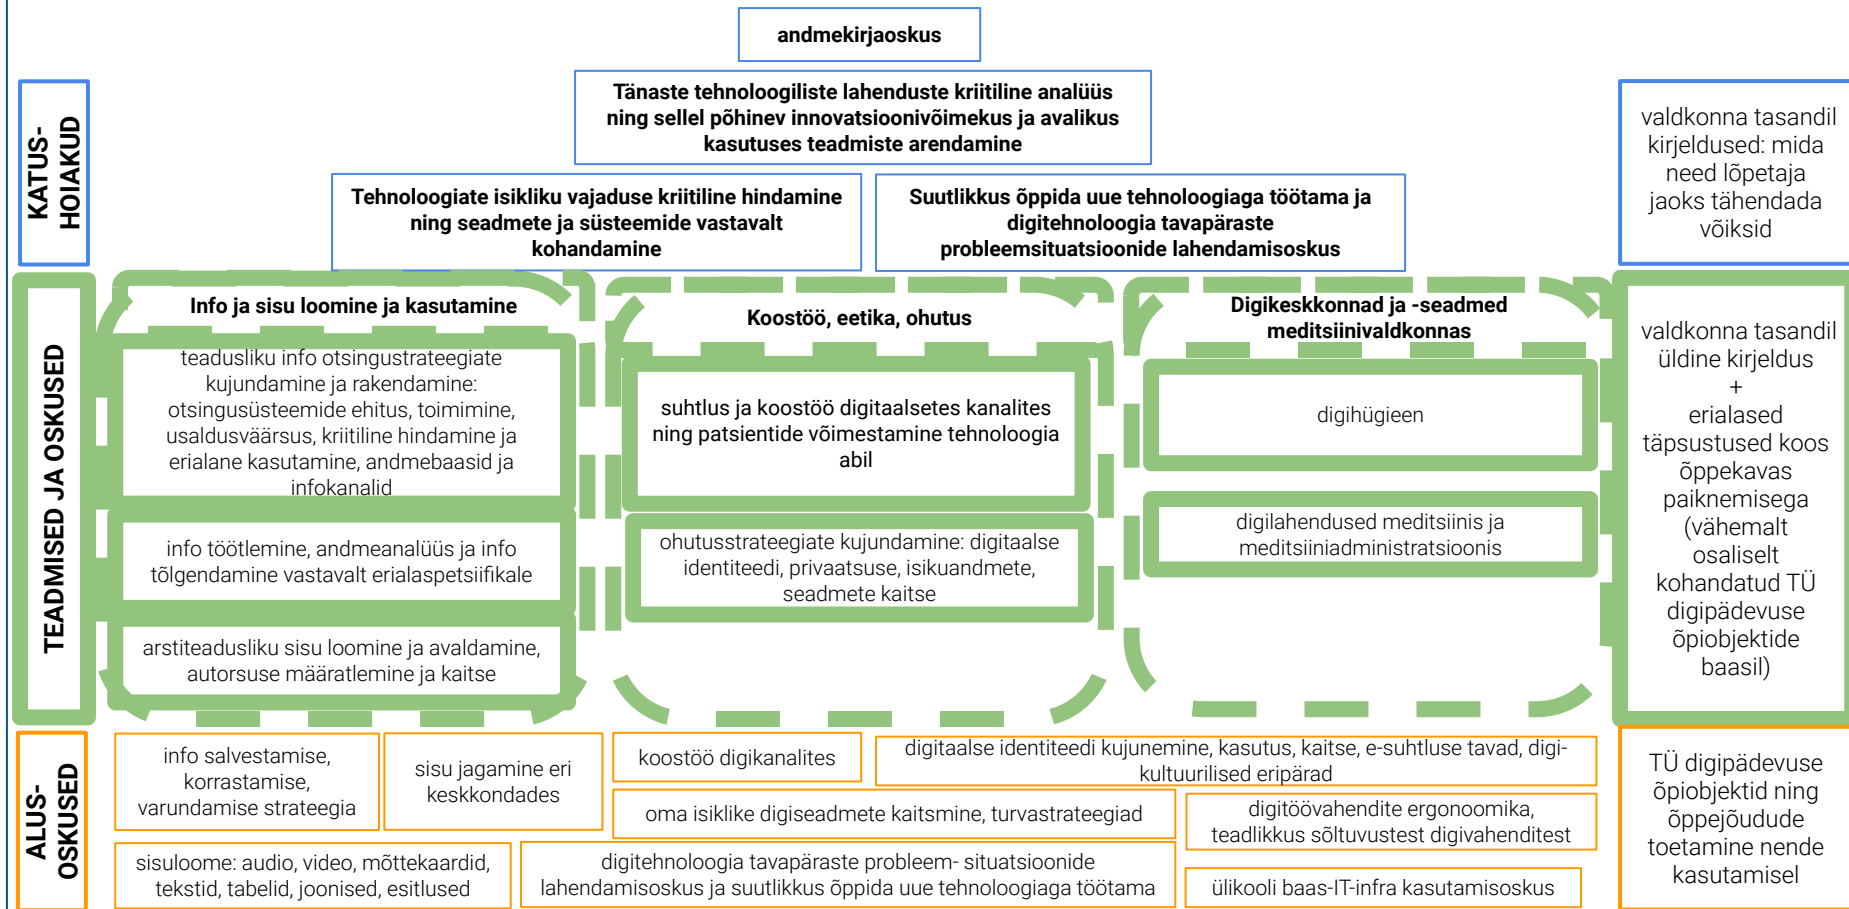 andmekirjaoskus
KATUS-
HOIAKUD
Tänaste tehnoloogiliste lahenduste kriitiline analüüs
ning sellel põhinev innovatsioonivõimekus ja avalikus
kasutuses teadmiste arendamine
Tehnoloogiate isikliku vajaduse kriitiline hindamine
ning seadmete ja süsteemide vastavalt
kohandamine
Suutlikkus õppida uue tehnoloogiaga töötama ja
digitehnoloogia tavapäraste
probleemsituatsioonide lahendamisoskus
valdkonna tasandil
kirjeldused: mida
need lõpetaja
jaoks tähendada
võiksid
TEADMISED JA OSKUSED
Info ja sisu loomine ja kasutamine
teadusliku info otsingustrateegiate
kujundamine ja rakendamine:
otsingusüsteemide ehitus, toimimine,
usaldusväärsus, kriitiline hindamine ja
erialane kasutamine, andmebaasid ja
infokanalid
info töötlemine, andmeanalüüs ja info
tõlgendamine vastavalt erialaspetsiifikale
arstiteadusliku sisu loomine ja avaldamine,
autorsuse määratlemine ja kaitse
Koostöö, eetika, ohutus
suhtlus ja koostöö digitaalsetes kanalites
ning patsientide võimestamine tehnoloogia
abil
ohutusstrateegiate kujundamine: digitaalse
identiteedi, privaatsuse, isikuandmete,
seadmete kaitse
Digikeskkonnad ja -seadmed
meditsiinivaldkonnas
digihügieen
digilahendused meditsiinis ja
meditsiiniadministratsioonis
valdkonna tasandil
üldine kirjeldus
+
erialased
täpsustused koos
õppekavas
paiknemisega
(vähemalt
osaliselt
kohandatud TÜ
digipädevuse
õpiobjektide
baasil)
ALUS-
OSKUSED
info salvestamise,
korrastamise,
varundamise strateegia
sisu jagamine eri
keskkondades
koostöö digikanalites
digitaalse identiteedi kujunemine, kasutus, kaitse, e-suhtluse tavad, digi-
kultuurilised eripärad
oma isiklike digiseadmete kaitsmine, turvastrateegiad
digitöövahendite ergonoomika,
teadlikkus sõltuvustest digivahenditest
sisuloome: audio, video, mõttekaardid,
tekstid, tabelid, joonised, esitlused
digitehnoloogia tavapäraste probleem- situatsioonide
lahendamisoskus ja suutlikkus õppida uue tehnoloogiaga töötama
ülikooli baas-IT-infra kasutamisoskus
TÜ digipädevuse
õpiobjektid ning
õppejõudude
toetamine nende
kasutamisel